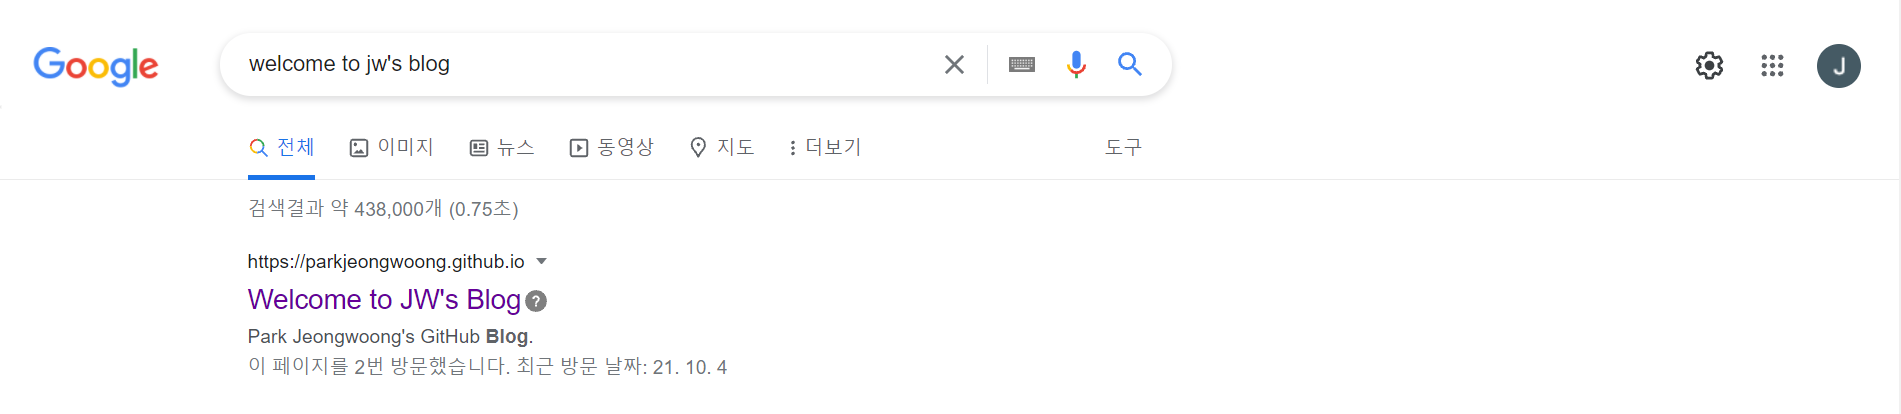 Google
welcome to jw's blog
J
전체 이미지 뉴스 동영상 지도 더보기 도구
검색결과 약 438,000개 (0.75초)
https://parkjeongwoong.github.io
Welcome to JW's Blog ?
Park Jeongwoong's GitHub Blog.
이 페이지를 2번 방문했습니다. 최근 방문 날짜: 21. 10. 4